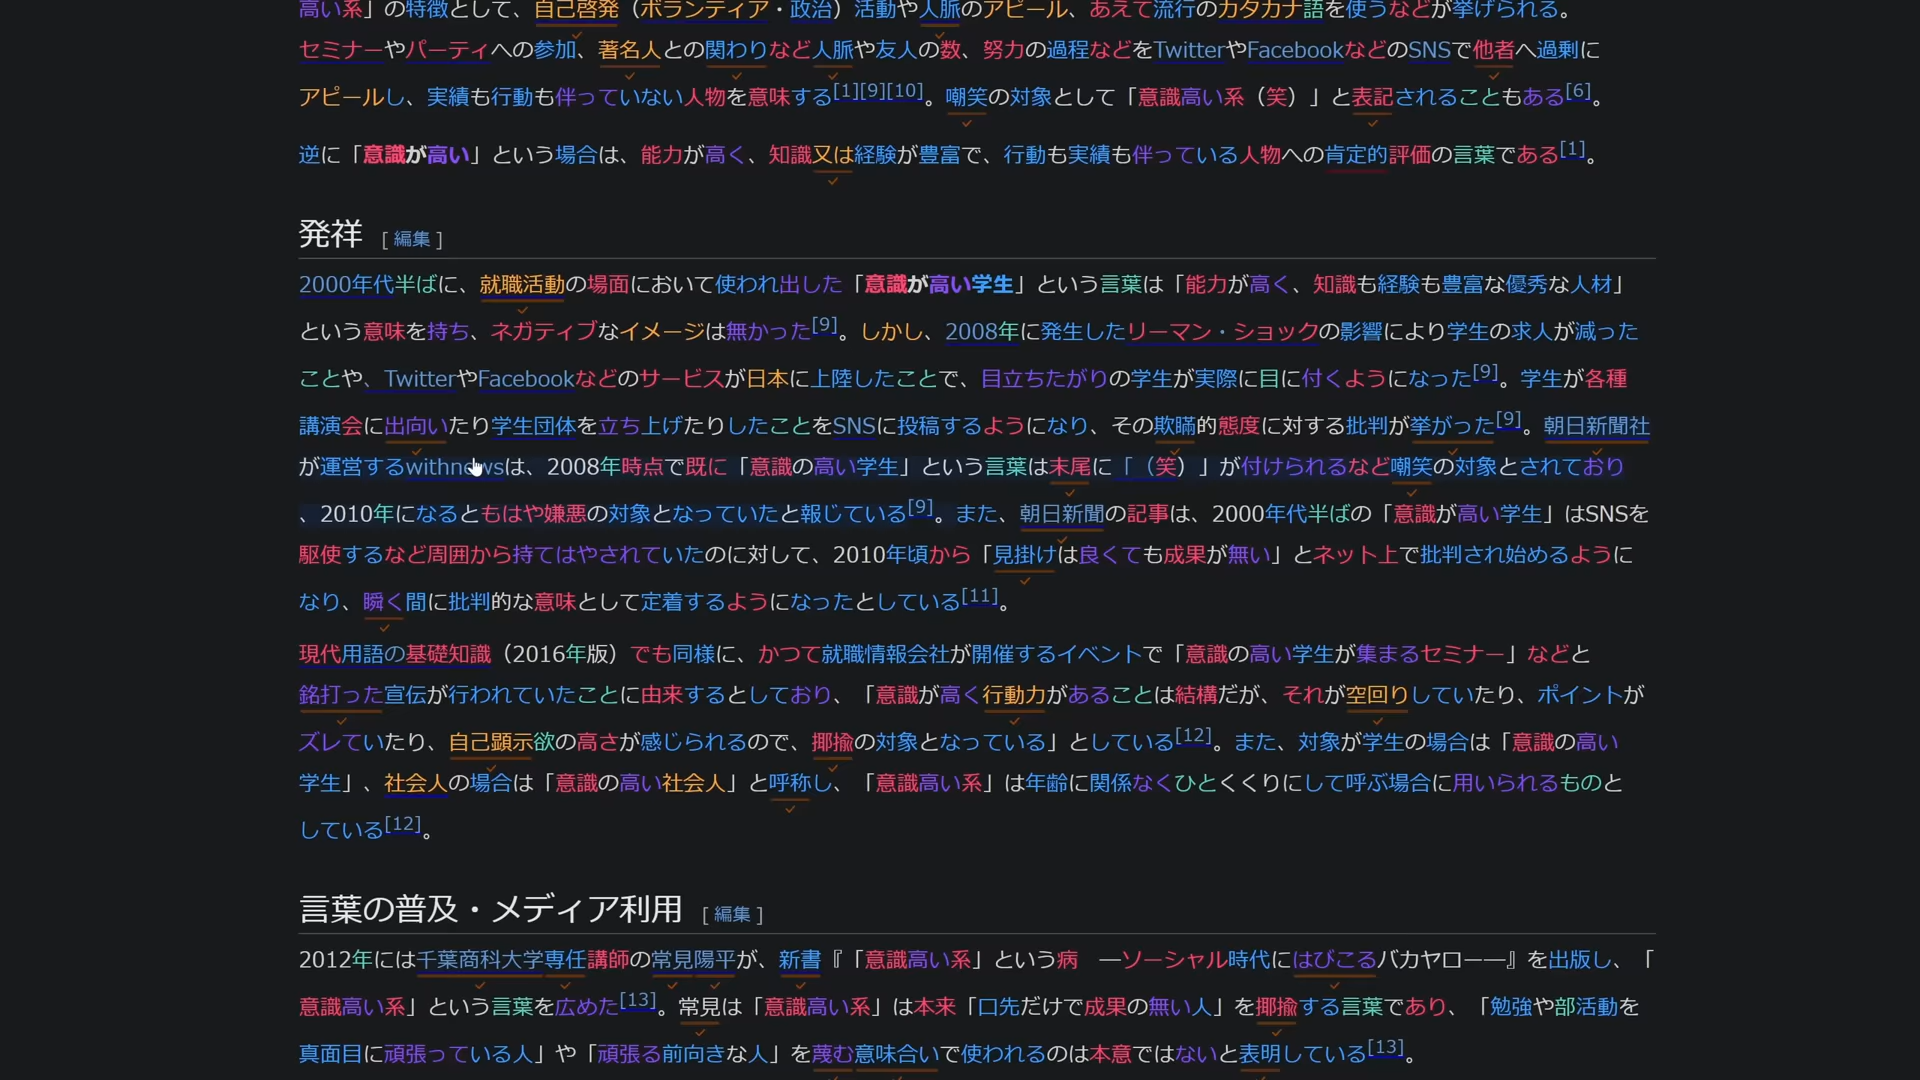 高い系」の特徴として、自己啓発（ボランティア・政治）活動や人脈のアピール、あえて流行のカタカナ語を使うなどが挙げられる。
セミナーやパーティへの参加、著名人との関わりなど人脈や友人の数、努力の過程などをTwitterやFacebookなどのSNSで他者へ過剰に
アピールし、実績も行動も伴っていない人物を意味する[1][9][10]。嘲笑の対象として「意識高い系（笑）」と表記されることもある[6]。
逆に「意識が高い」という場合は、能力が高く、知識又は経験が豊富で、行動も実績も伴っている人物への肯定的評価の言葉である[1]。
発祥 [ 編集 ]
2000年代半ばに、就職活動の場面において使われ出した「意識が高い学生」という言葉は「能力が高く、知識も経験も豊富な優秀な人材」
という意味を持ち、ネガティブなイメージは無かった[9]。しかし、2008年に発生したリーマン・ショックの影響により学生の求人が減った
ことや、TwitterやFacebookなどのサービスが日本に上陸したことで、目立ちたがりの学生が実際に目に付くようになった[9]。学生が各種
講演会に出向いたり学生団体を立ち上げたりしたことをSNSに投稿するようになり、その欺瞞的態度に対する批判が挙がった[9]。朝日新聞社
が運営するwithnewsは、2008年時点で既に「意識の高い学生」という言葉は末尾に「（笑）」が付けられるなど嘲笑の対象とされており
、2010年になるともはや嫌悪の対象となっていたと報じている[9]。また、朝日新聞の記事は、2000年代半ばの「意識が高い学生」はSNSを
駆使するなど周囲から持てはやされていたのに対して、2010年頃から「見掛けは良くても成果が無い」とネット上で批判され始めるように
なり、瞬く間に批判的な意味として定着するようになったとしている[11]。
現代用語の基礎知識（2016年版）でも同様に、かつて就職情報会社が開催するイベントで「意識の高い学生が集まるセミナー」などと
銘打った宣伝が行われていたことに由来するとしており、「意識が高く行動力があることは結構だが、それが空回りしていたり、ポイントが
ズレていたり、自己顕示欲の高さが感じられるので、揶揄の対象となっている」としている[12]。また、対象が学生の場合は「意識の高い
学生」、社会人の場合は「意識の高い社会人」と呼称し、「意識高い系」は年齢に関係なくひとくくりにして呼ぶ場合に用いられるものと
している[12]。
言葉の普及・メディア利用 [ 編集 ]
2012年には千葉商科大学専任講師の常見陽平が、新書『「意識高い系」という病　―ソーシャル時代にはびこるバカヤロー―』を出版し、「
意識高い系」という言葉を広めた[13]。常見は「意識高い系」は本来「口先だけで成果の無い人」を揶揄する言葉であり、「勉強や部活動を
真面目に頑張っている人」や「頑張る前向きな人」を蔑む意味合いで使われるのは本意ではないと表明している[13]。